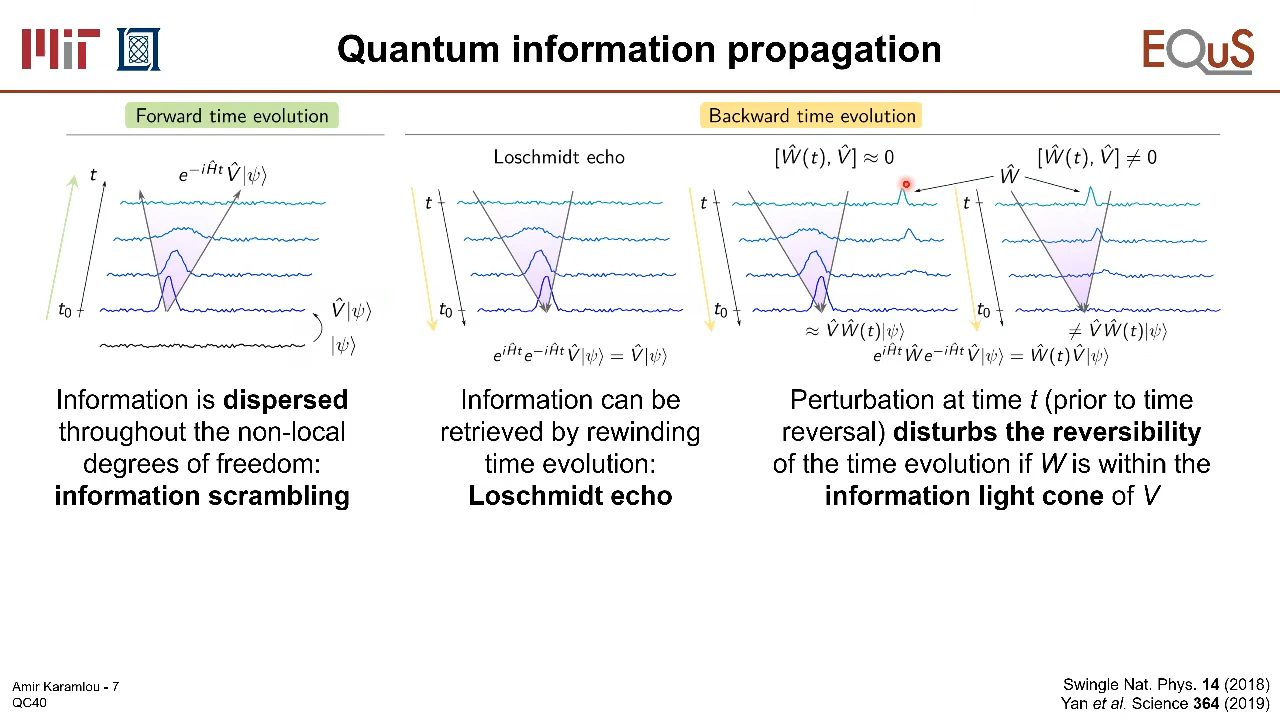 MIT
Quantum information propagation
EQuS
Forward time evolution
t
e^{-iĤt} V̂|ψ⟩
t₀
V̂|ψ⟩
|ψ⟩
Information is dispersed
throughout the non-local
degrees of freedom:
information scrambling
Backward time evolution
Loschmidt echo
t
t₀
e^{iĤt} e^{-iĤt} V̂|ψ⟩ = V̂|ψ⟩
Information can be
retrieved by rewinding
time evolution:
Loschmidt echo
[Ŵ(t), V̂] ≈ 0
[Ŵ(t), V̂] ≠ 0
Ŵ
t
t
t₀
t₀
≈ V̂Ŵ(t)|ψ⟩
≠ V̂Ŵ(t)|ψ⟩
e^{iĤt} Ŵ e^{-iĤt} V̂|ψ⟩ = Ŵ(t)V̂|ψ⟩
Perturbation at time t (prior to time
reversal) disturbs the reversibility
of the time evolution if W is within the
information light cone of V
Amir Karamlou - 7
QC40
Swingle Nat. Phys. 14 (2018)
Yan et al. Science 364 (2019)